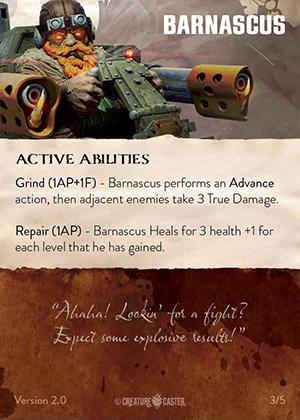 BARNASCUS
ACTIVE ABILITIES
Grind (1AP+1F) - Barnascus performs an Advance
action, then adjacent enemies take 3 True Damage.
Repair (1AP) - Barnascus Heals for 3 health +1 for
each level that he has gained.
"Ahaha! Lookin' for a fight?
Expect some explosive results!"
Version 2.0
© CREATURE CASTER
3/5